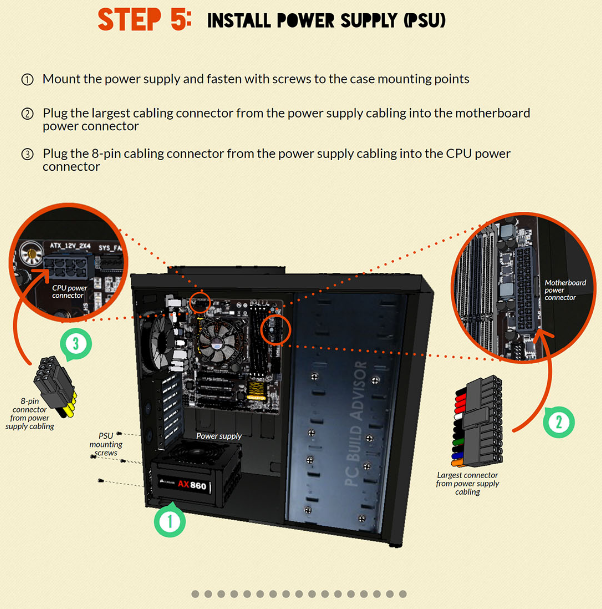 STEP 5: INSTALL POWER SUPPLY (PSU)
1 Mount the power supply and fasten with screws to the case mounting points
2 Plug the largest cabling connector from the power supply cabling into the motherboard
power connector
3 Plug the 8-pin cabling connector from the power supply cabling into the CPU power
connector
ATX_12V_2X4 SYS_FA
CPU power
connector
Motherboard
power
connector
3
8-pin
connector
from power
supply cabling
PSU
mounting
screws
Power supply
AX860
1
PC BUILD ADVISOR
2
Largest connector
from power supply
cabling